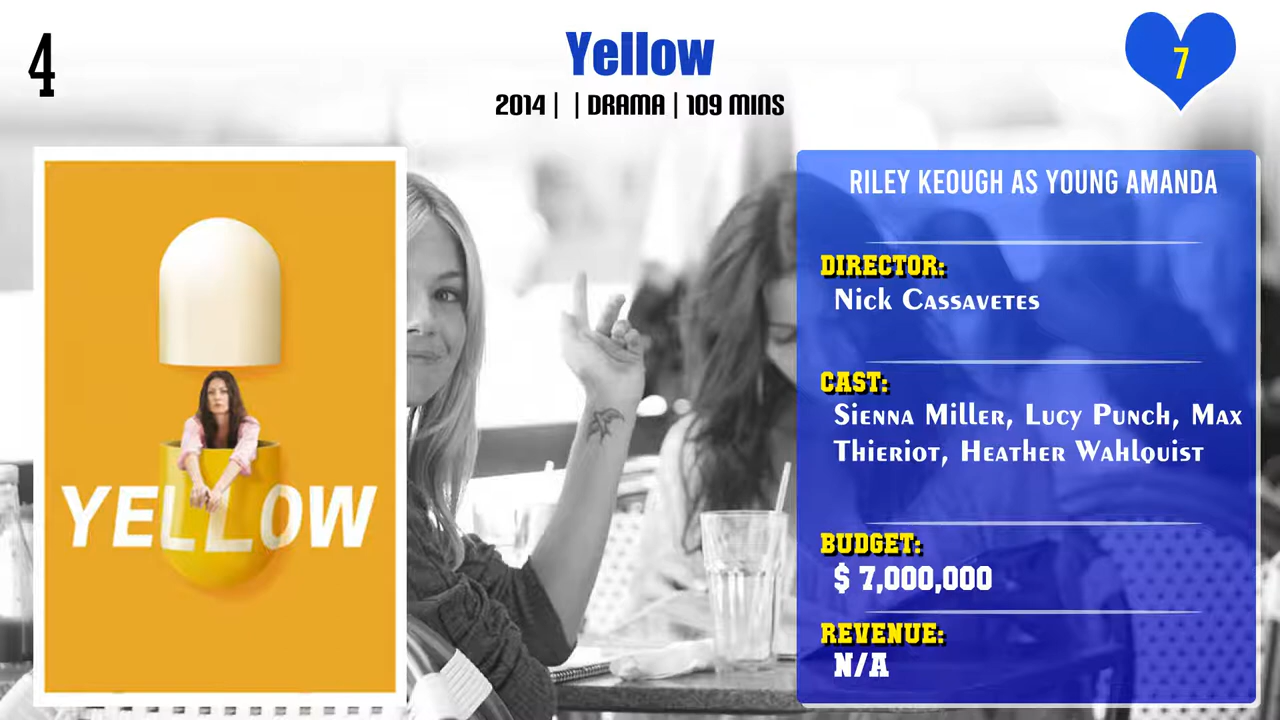 4
Yellow
7
2014 | | DRAMA | 109 MINS
YELLOW
RILEY KEOUGH AS YOUNG AMANDA
DIRECTOR:
Nick Cassavetes
CAST:
Sienna Miller, Lucy Punch, Max
Thieriot, Heather Wahlquist
BUDGET:
$ 7,000,000
REVENUE:
N/A